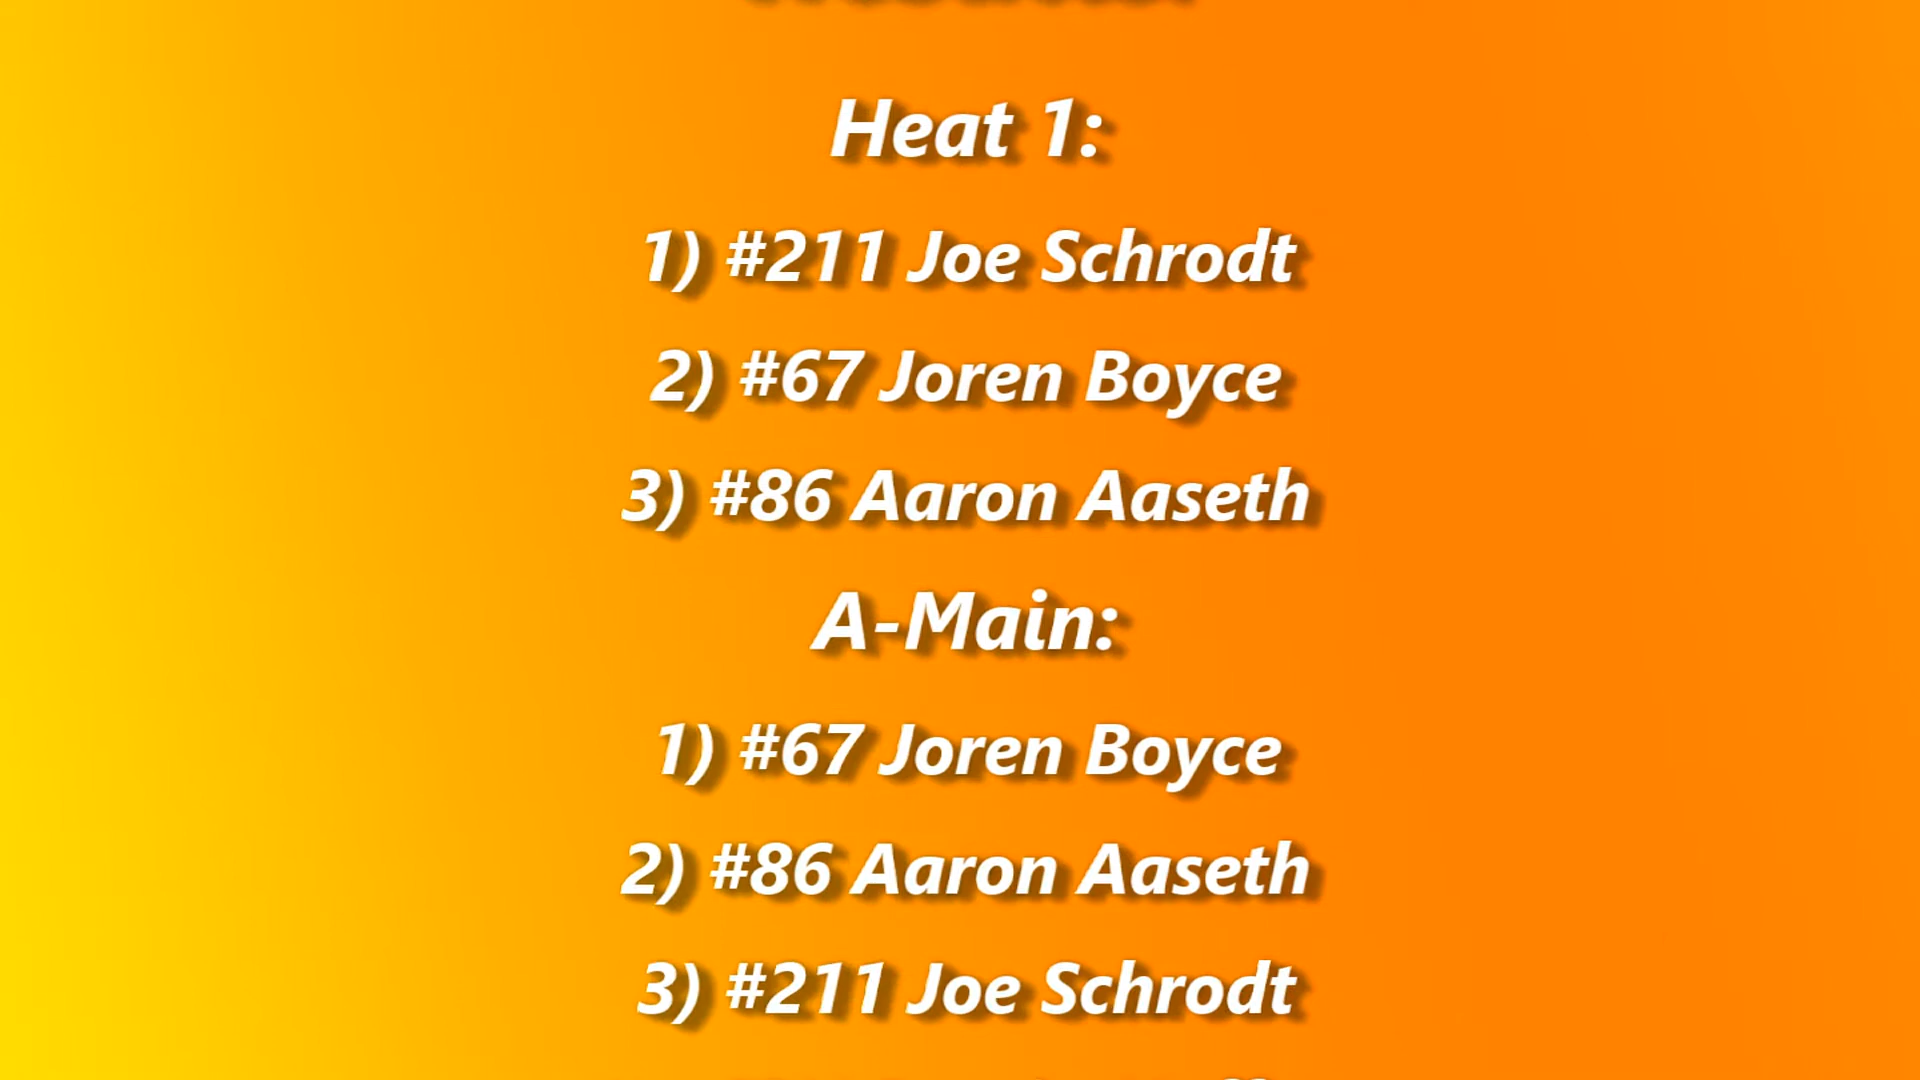 Heat 1:
1) #211 Joe Schrodt
2) #67 Joren Boyce
3) #86 Aaron Aaseth
A-Main:
1) #67 Joren Boyce
2) #86 Aaron Aaseth
3) #211 Joe Schrodt